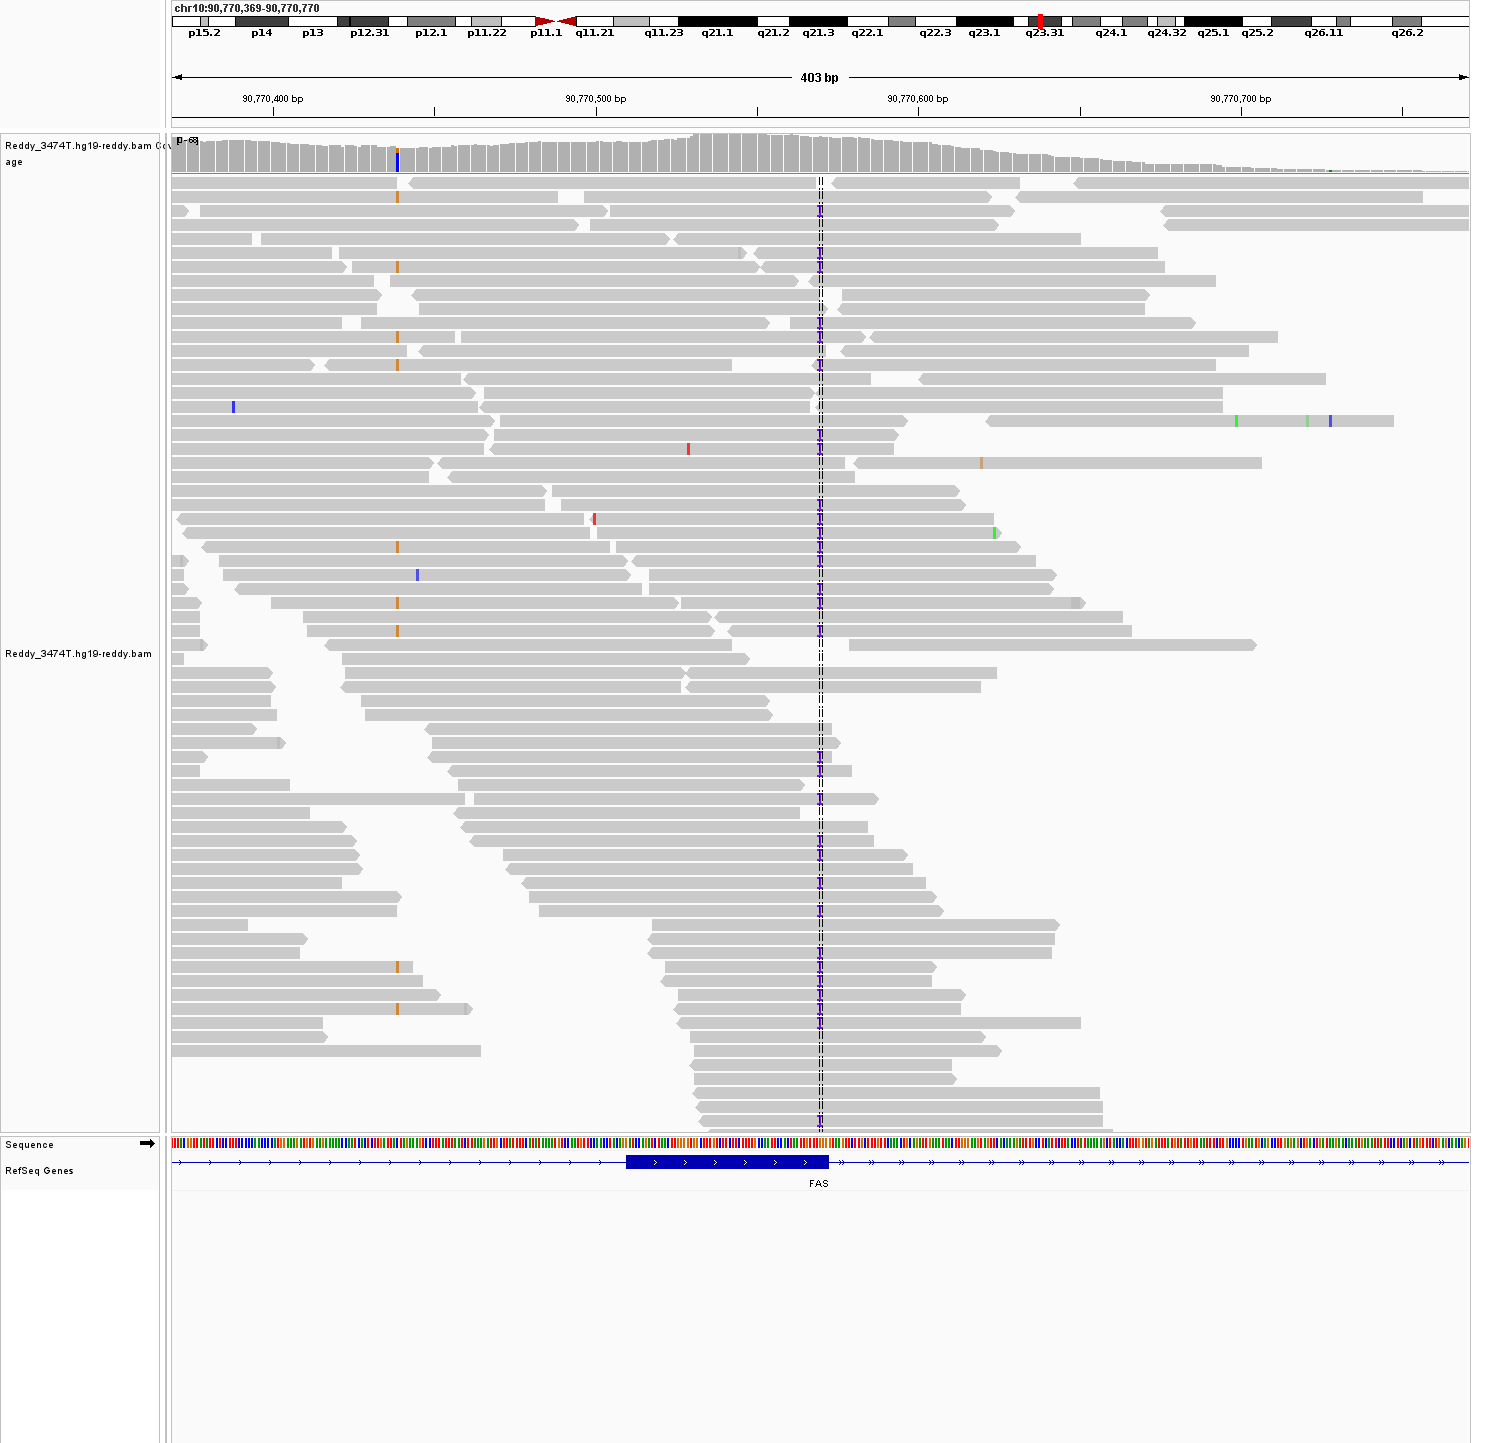 chr10:90,770,369-90,770,770
p15.2 p14 p13 p12.31 p12.1 p11.22 p11.1 q11.21 q11.23 q21.1 q21.2 q21.3 q22.1 q22.3 q23.1 q23.31 q24.1 q24.32 q25.1 q25.2 q26.11 q26.2
403 bp
90,770,400 bp 90,770,500 bp 90,770,600 bp 90,770,700 bp
Reddy_3474T.hg19-reddy.bam Cov
age
Reddy_3474T.hg19-reddy.bam
Sequence
RefSeq Genes
FAS